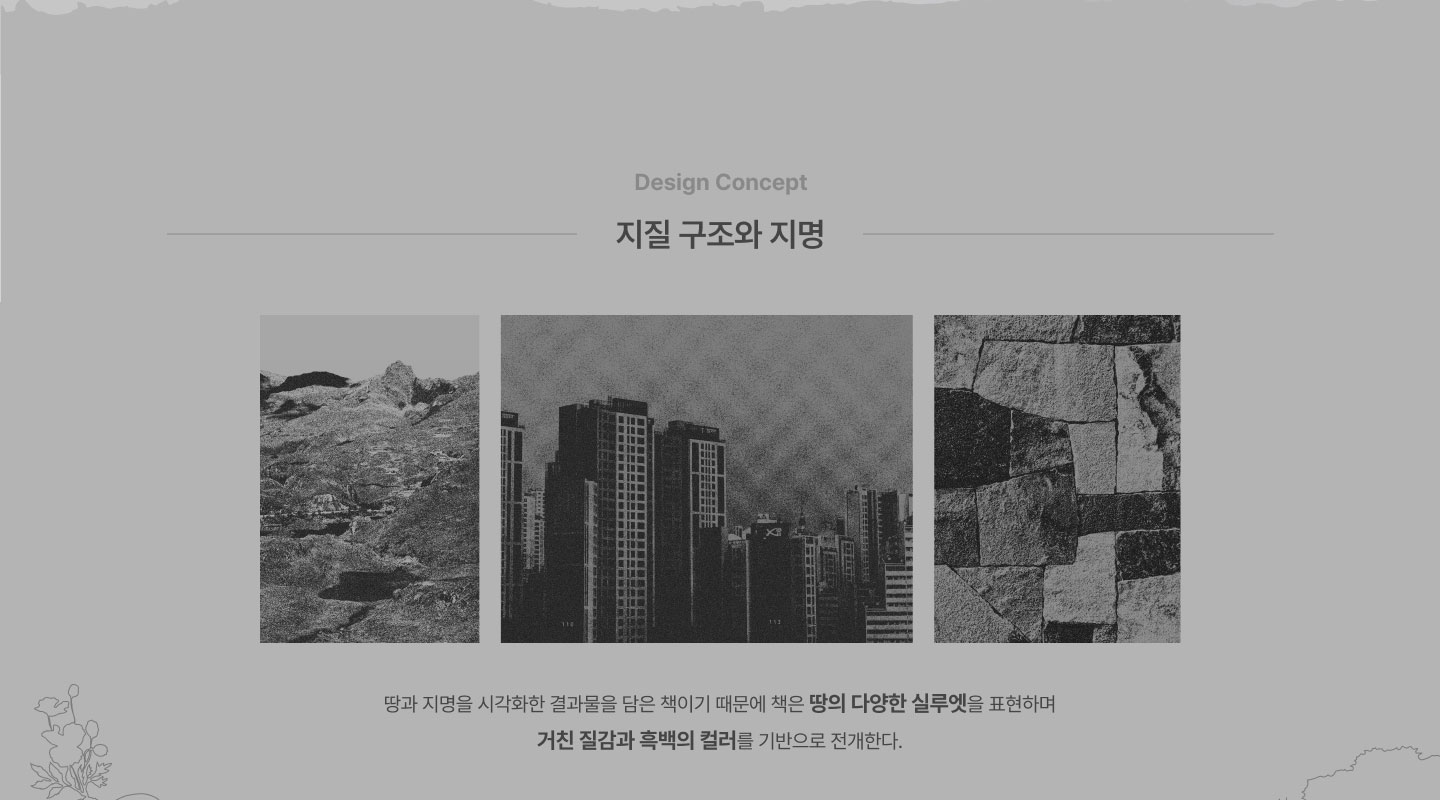 Design Concept
지질 구조와 지명
110
113
땅과 지명을 시각화한 결과물을 담은 책이기 때문에 책은 땅의 다양한 실루엣을 표현하며
거친 질감과 흑백의 컬러를 기반으로 전개한다.